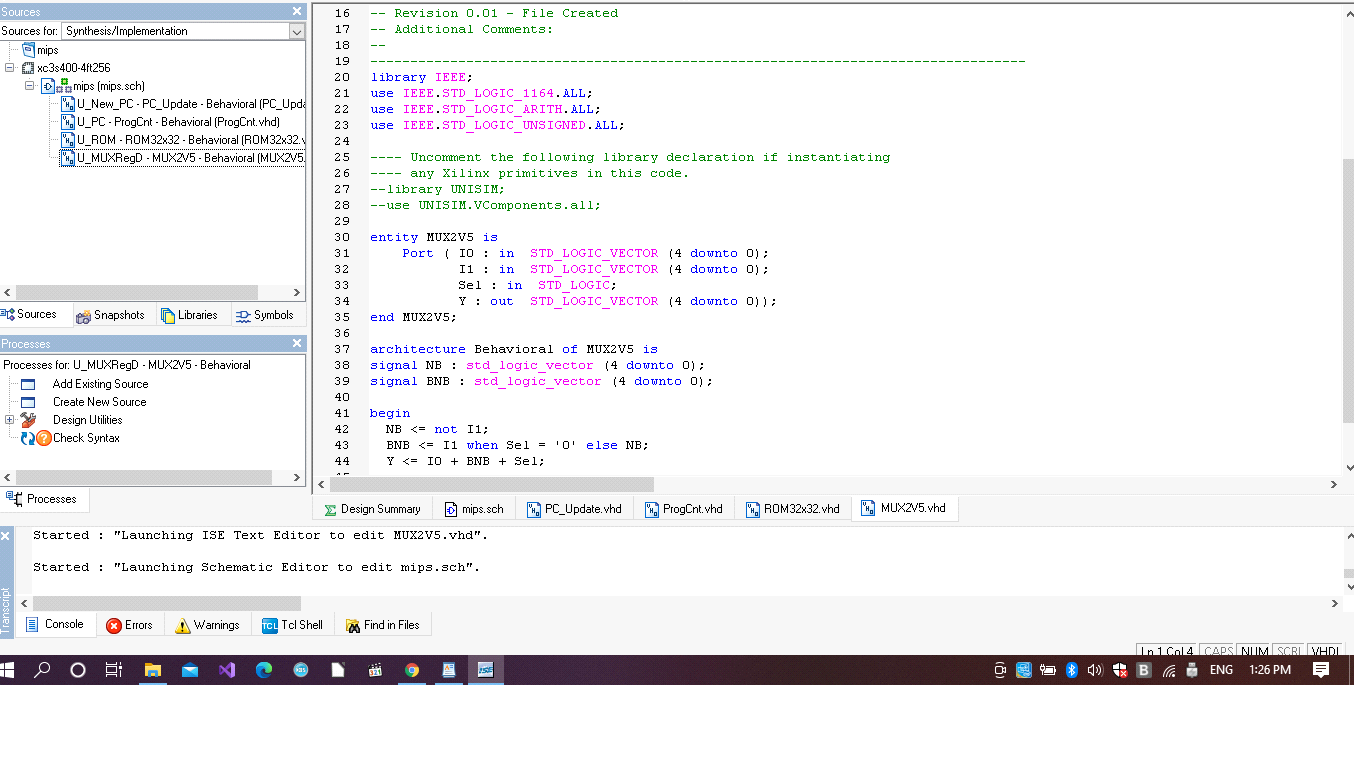 Sources
Sources for: Synthesis/Implementation
mips
xc3s400-4ft256
mips (mips.sch)
U_New_PC - PC_Update - Behavioral (PC_Upda
U_PC - ProgCnt - Behavioral (ProgCnt.vhd)
U_ROM - ROM32x32 - Behavioral (ROM32x32.v
U_MUXRegD - MUX2V5 - Behavioral (MUX2V5.
Sources Snapshots Libraries Symbols
Processes
Processes for: U_MUXRegD - MUX2V5 - Behavioral
Add Existing Source
Create New Source
Design Utilities
Check Syntax
Processes
16 -- Revision 0.01 - File Created
17 -- Additional Comments:
18 --
19 ----------------------------------------------------------------------------------
20 library IEEE;
21 use IEEE.STD_LOGIC_1164.ALL;
22 use IEEE.STD_LOGIC_ARITH.ALL;
23 use IEEE.STD_LOGIC_UNSIGNED.ALL;
24
25 ---- Uncomment the following library declaration if instantiating
26 ---- any Xilinx primitives in this code.
27 --library UNISIM;
28 --use UNISIM.VComponents.all;
29
30 entity MUX2V5 is
31 Port ( I0 : in STD_LOGIC_VECTOR (4 downto 0);
32 I1 : in STD_LOGIC_VECTOR (4 downto 0);
33 Sel : in STD_LOGIC;
34 Y : out STD_LOGIC_VECTOR (4 downto 0));
35 end MUX2V5;
36
37 architecture Behavioral of MUX2V5 is
38 signal NB : std_logic_vector (4 downto 0);
39 signal BNB : std_logic_vector (4 downto 0);
40
41 begin
42 NB <= not I1;
43 BNB <= I1 when Sel = '0' else NB;
44 Y <= I0 + BNB + Sel;
Design Summary mips.sch PC_Update.vhd ProgCnt.vhd ROM32x32.vhd MUX2V5.vhd
Started : "Launching ISE Text Editor to edit MUX2V5.vhd".
Started : "Launching Schematic Editor to edit mips.sch".
Transcript
Console Errors Warnings TCL Tcl Shell Find in Files
Ln 1 Col 4 CAPS NUM SCRL VHDL
ISE
B
ENG 1:26 PM